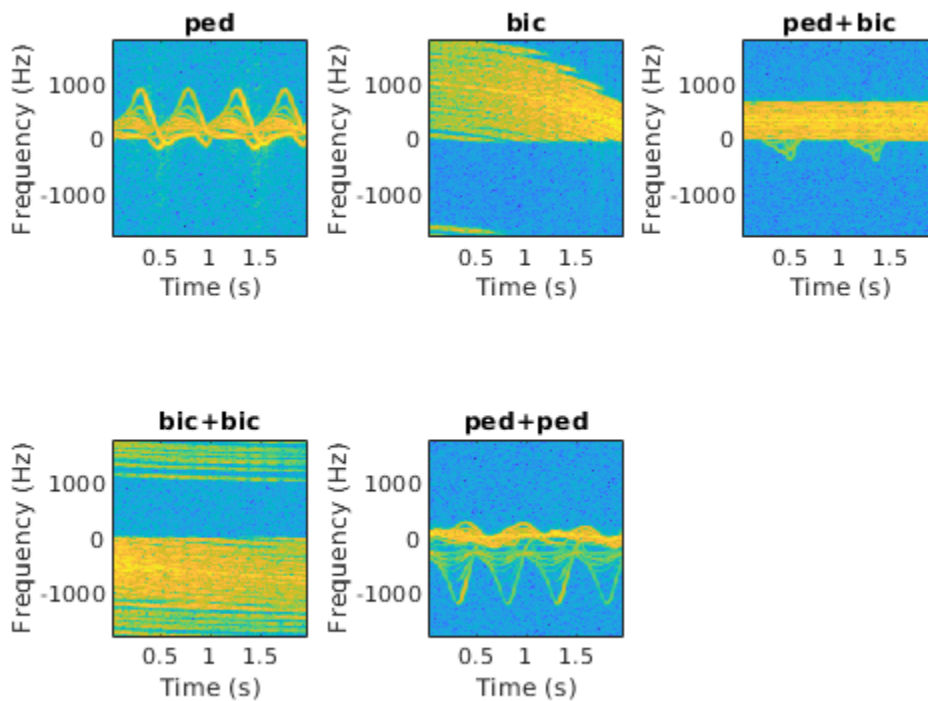 ped
bic
ped+bic
Frequency (Hz)
1000
0
-1000
0.5 1 1.5
Time (s)
Frequency (Hz)
1000
0
-1000
0.5 1 1.5
Time (s)
Frequency (Hz)
1000
0
-1000
0.5 1 1.5
Time (s)
bic+bic
ped+ped
Frequency (Hz)
1000
0
-1000
0.5 1 1.5
Time (s)
Frequency (Hz)
1000
0
-1000
0.5 1 1.5
Time (s)